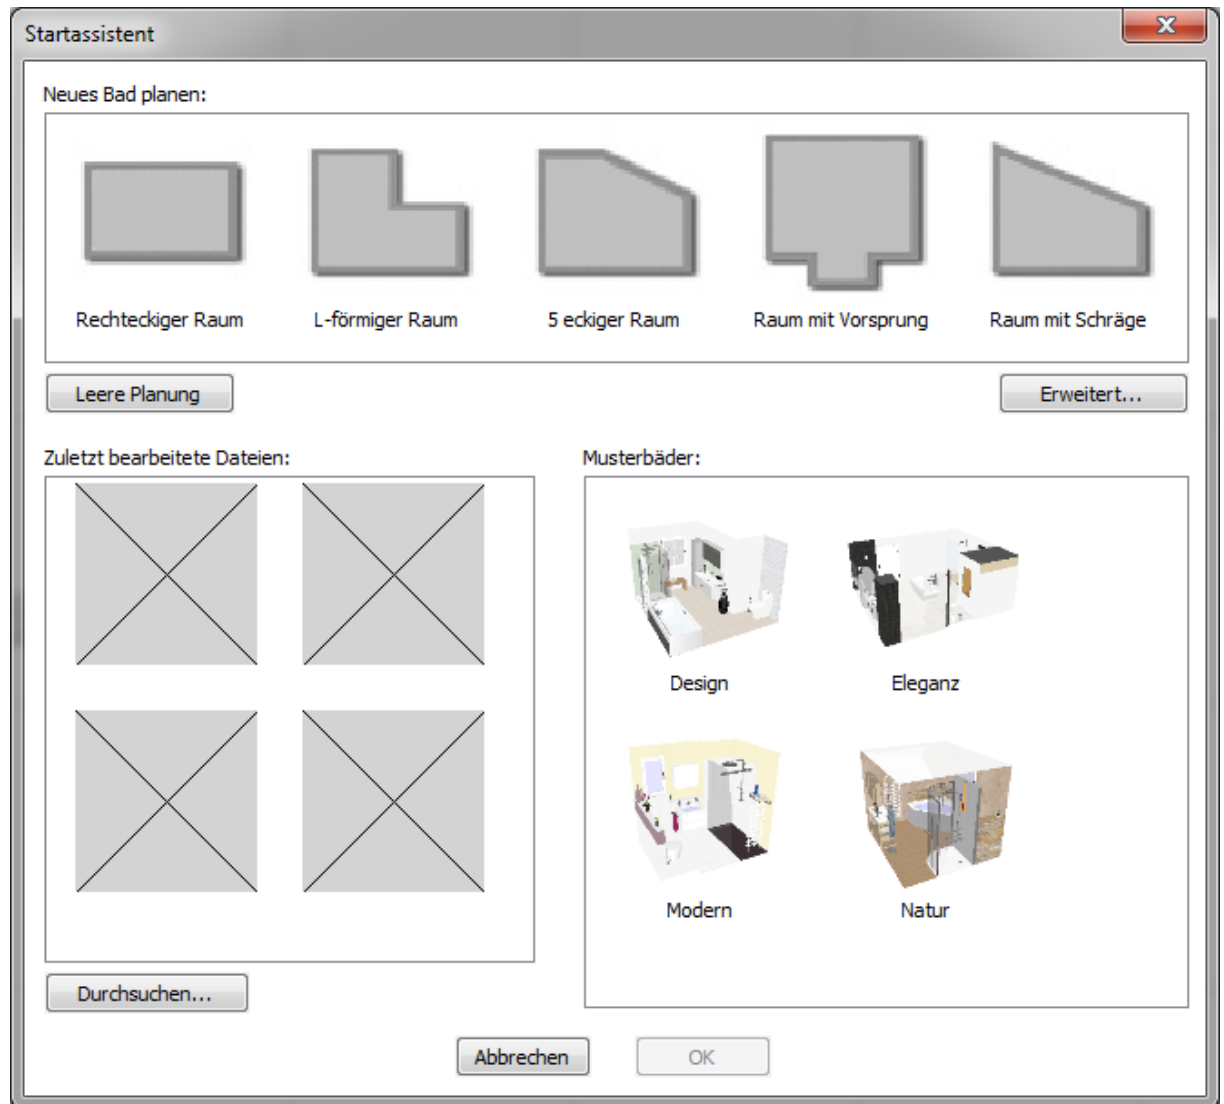 Startassistent
Neues Bad planen:
Rechteckiger Raum
L-förmiger Raum
5 eckiger Raum
Raum mit Vorsprung
Raum mit Schräge
Leere Planung
Erweitert...
Zuletzt bearbeitete Dateien:
Musterbäder:
Design
Eleganz
Modern
Natur
Durchsuchen...
Abbrechen
OK